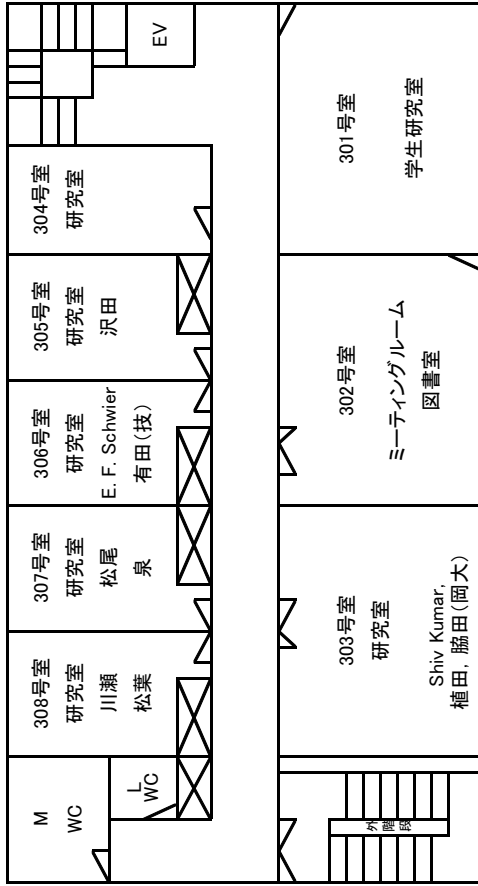 EV
304号室
研究室
305号室
研究室
沢田
306号室
研究室
E. F. Schwier
有田(技)
307号室
研究室
松尾
泉
308号室
研究室
川瀬
松葉
M
WC
L
WC
301号室
学生研究室
302号室
ミーティングルーム
図書室
303号室
研究室
Shiv Kumar,
植田, 脇田(岡大)
外階段